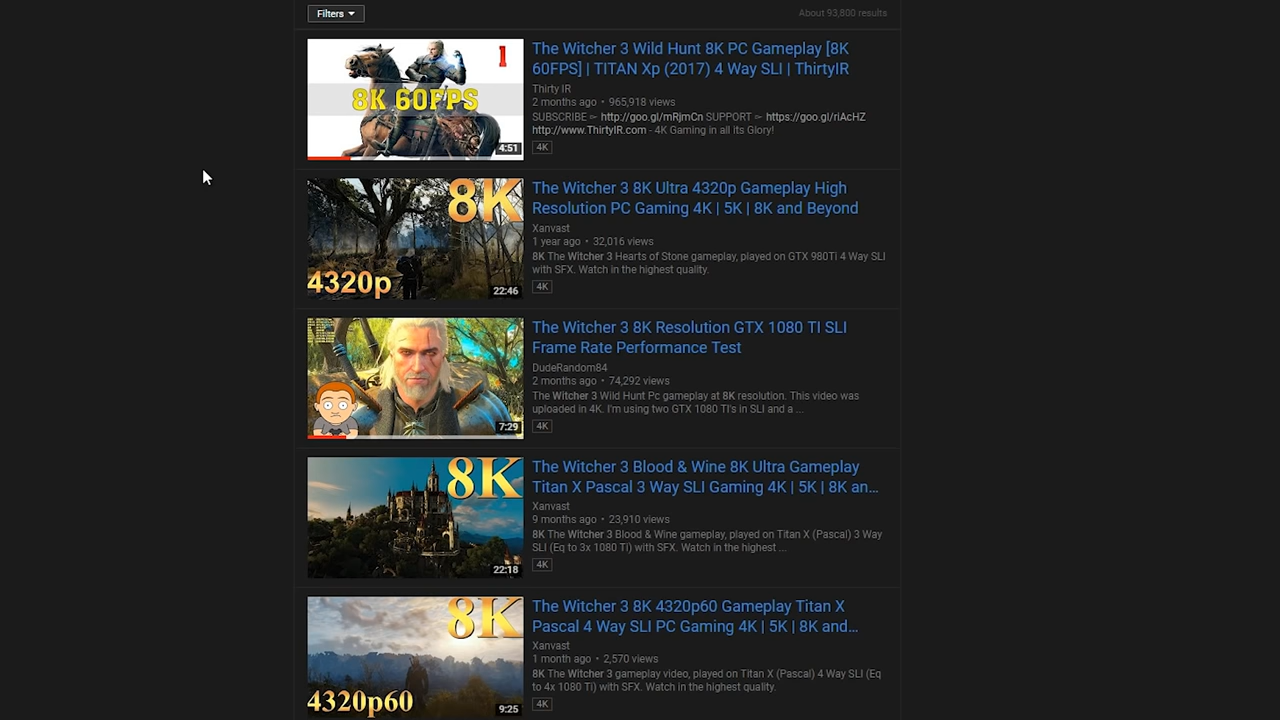 Filters
About 93,800 results
1
8K 60FPS
4:51
The Witcher 3 Wild Hunt 8K PC Gameplay [8K
60FPS] | TITAN Xp (2017) 4 Way SLI | ThirtyIR
Thirty IR
2 months ago • 965,918 views
SUBSCRIBE ➣ http://goo.gl/mRjmCn SUPPORT ➣ https://goo.gl/rlAcHZ
http://www.ThirtyIR.com - 4K Gaming in all its Glory!
4K
8K
4320p
22:46
The Witcher 3 8K Ultra 4320p Gameplay High
Resolution PC Gaming 4K | 5K | 8K and Beyond
Xanvast
1 year ago • 32,016 views
8K The Witcher 3 Hearts of Stone gameplay, played on GTX 980Ti 4 Way SLI
with SFX. Watch in the highest quality.
4K
7:29
The Witcher 3 8K Resolution GTX 1080 TI SLI
Frame Rate Performance Test
DudeRandom84
2 months ago • 74,292 views
The Witcher 3 Wild Hunt Pc gameplay at 8K resolution. This video was
uploaded in 4K. I'm using two GTX 1080 TI's in SLI and a ...
4K
8K
22:18
The Witcher 3 Blood & Wine 8K Ultra Gameplay
Titan X Pascal 3 Way SLI Gaming 4K | 5K | 8K an...
Xanvast
9 months ago • 23,910 views
8K The Witcher 3 Blood & Wine gameplay, played on Titan X (Pascal) 3 Way
SLI (Eq to 3x 1080 Ti) with SFX. Watch in the highest ...
4K
8K
4320p60
9:25
The Witcher 3 8K 4320p60 Gameplay Titan X
Pascal 4 Way SLI PC Gaming 4K | 5K | 8K and...
Xanvast
1 month ago • 2,570 views
8K The Witcher 3 gameplay video, played on Titan X (Pascal) 4 Way SLI (Eq
to 4x 1080 Ti) with SFX. Watch in the highest quality.
4K